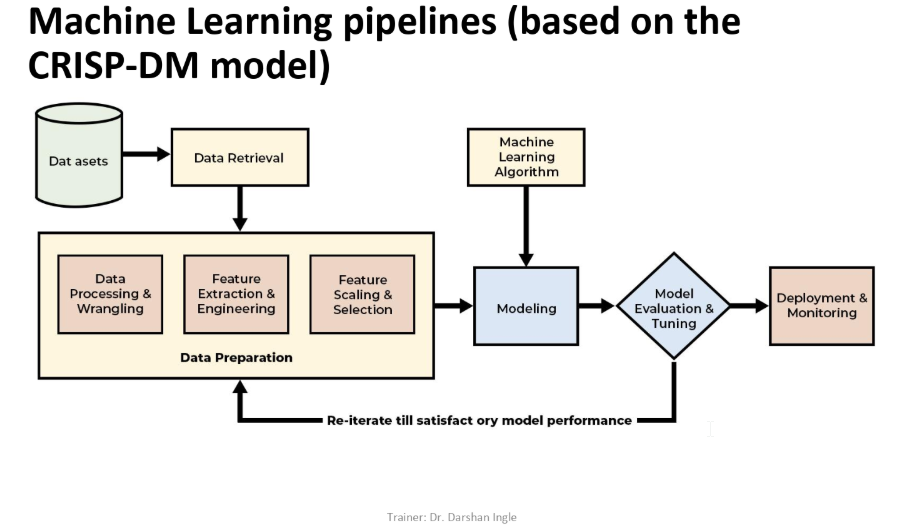 Machine Learning pipelines (based on the
CRISP-DM model)
Dat asets
Data Retrieval
Machine
Learning
Algorithm
Data
Processing &
Wrangling
Feature
Extraction &
Engineering
Feature
Scaling &
Selection
Data Preparation
Modeling
Model
Evaluation &
Tuning
Deployment &
Monitoring
Re-iterate till satisfact ory model performance
Trainer: Dr. Darshan Ingle